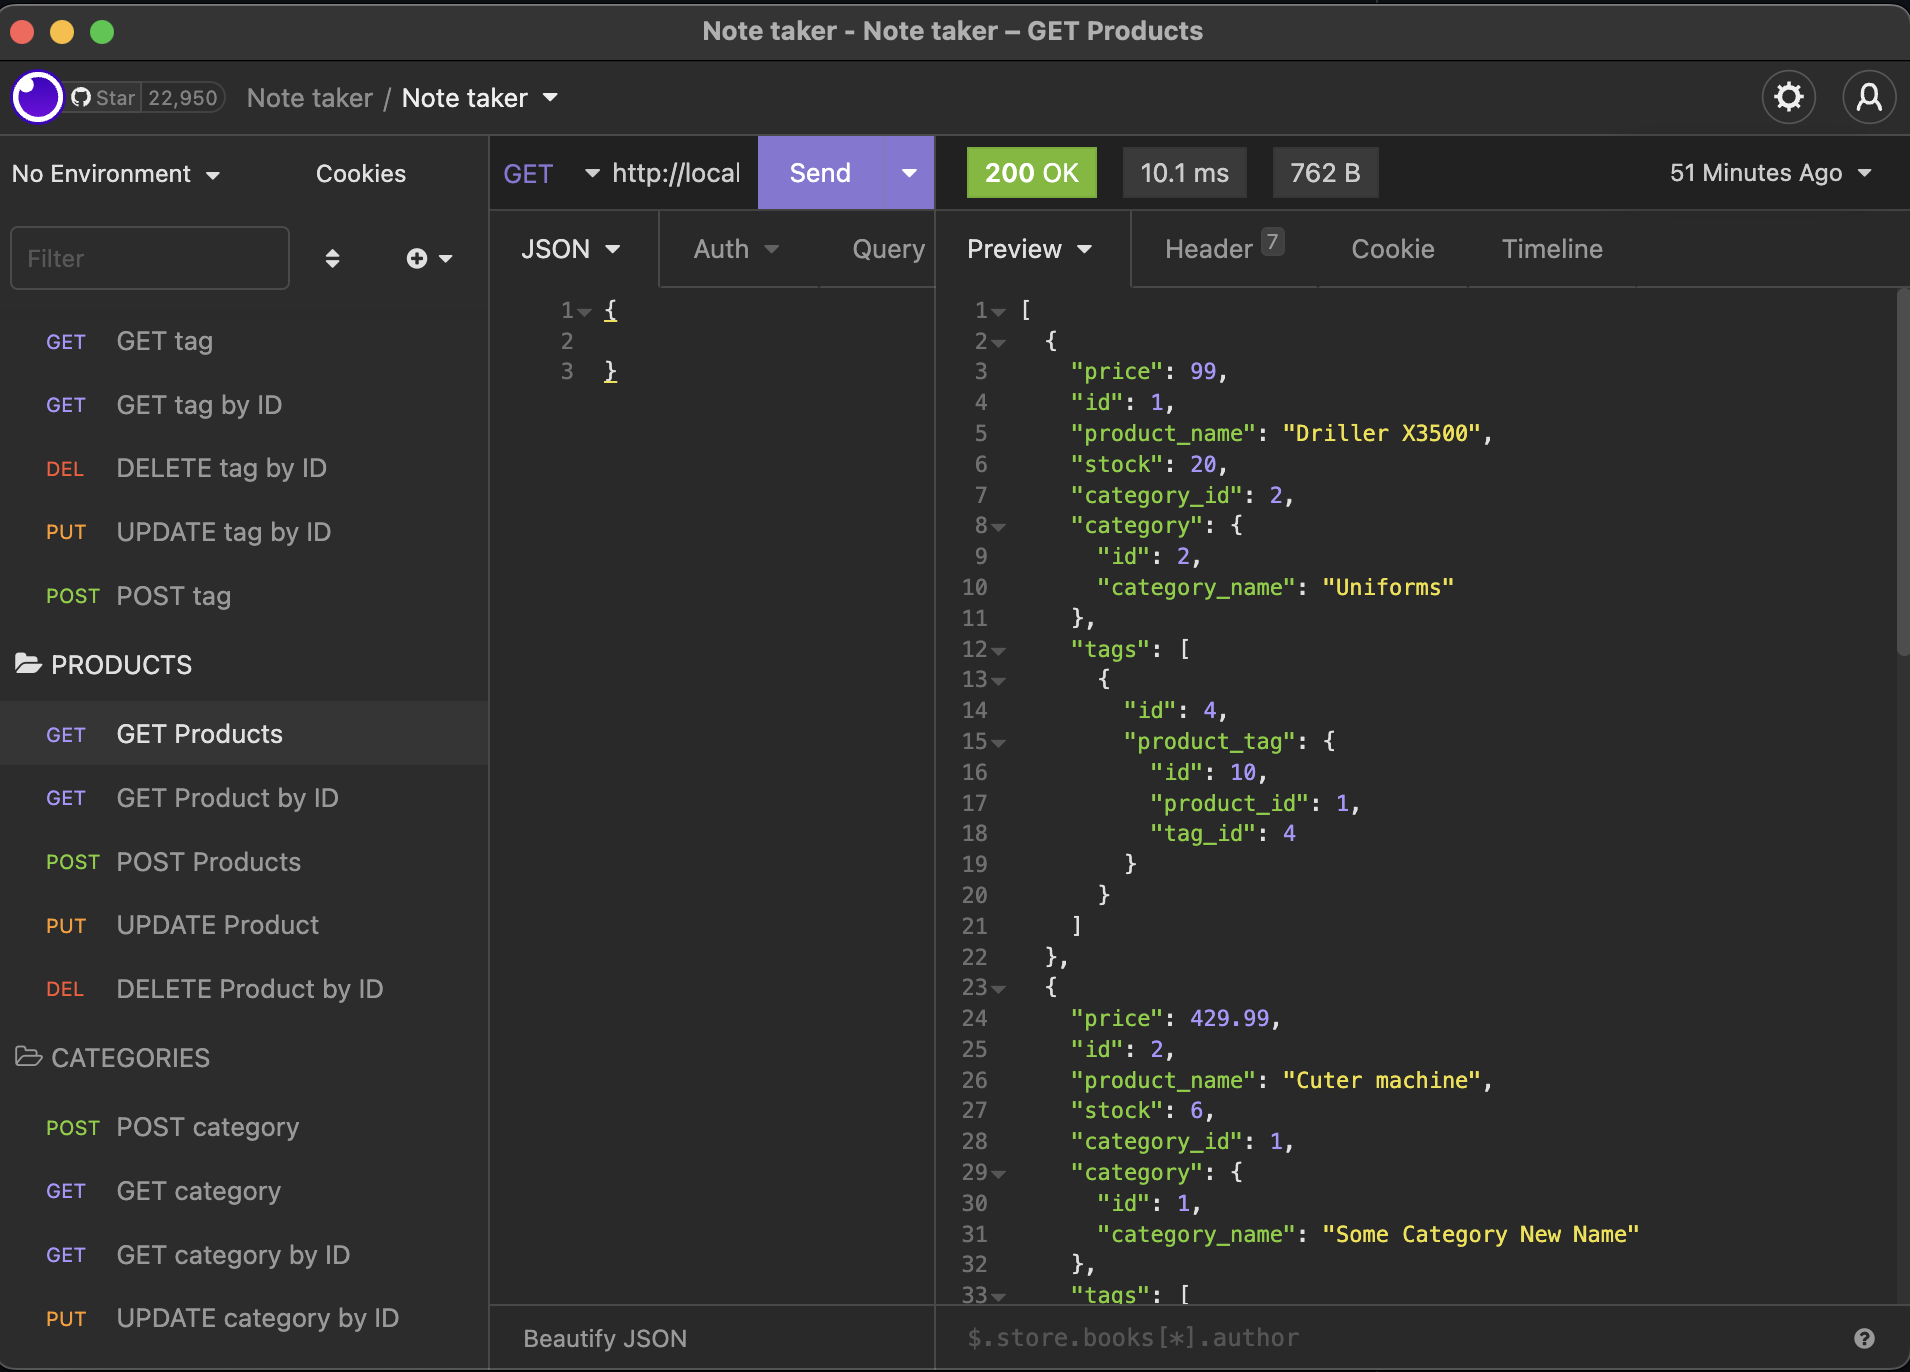 Note taker - Note taker – GET Products
Star 22,950 Note taker / Note taker
No Environment Cookies
Filter
GET GET tag
GET GET tag by ID
DEL DELETE tag by ID
PUT UPDATE tag by ID
POST POST tag
PRODUCTS
GET GET Products
GET GET Product by ID
POST POST Products
PUT UPDATE Product
DEL DELETE Product by ID
CATEGORIES
POST POST category
GET GET category
GET GET category by ID
PUT UPDATE category by ID
GET http://local Send
JSON Auth Query
1 {
2
3 }
Beautify JSON
200 OK 10.1 ms 762 B 51 Minutes Ago
Preview Header 7 Cookie Timeline
1 [
2 {
3 "price": 99,
4 "id": 1,
5 "product_name": "Driller X3500",
6 "stock": 20,
7 "category_id": 2,
8 "category": {
9 "id": 2,
10 "category_name": "Uniforms"
11 },
12 "tags": [
13 {
14 "id": 4,
15 "product_tag": {
16 "id": 10,
17 "product_id": 1,
18 "tag_id": 4
19 }
20 }
21 ]
22 },
23 {
24 "price": 429.99,
25 "id": 2,
26 "product_name": "Cuter machine",
27 "stock": 6,
28 "category_id": 1,
29 "category": {
30 "id": 1,
31 "category_name": "Some Category New Name"
32 },
33 "tags": [
$.store.books[*].author